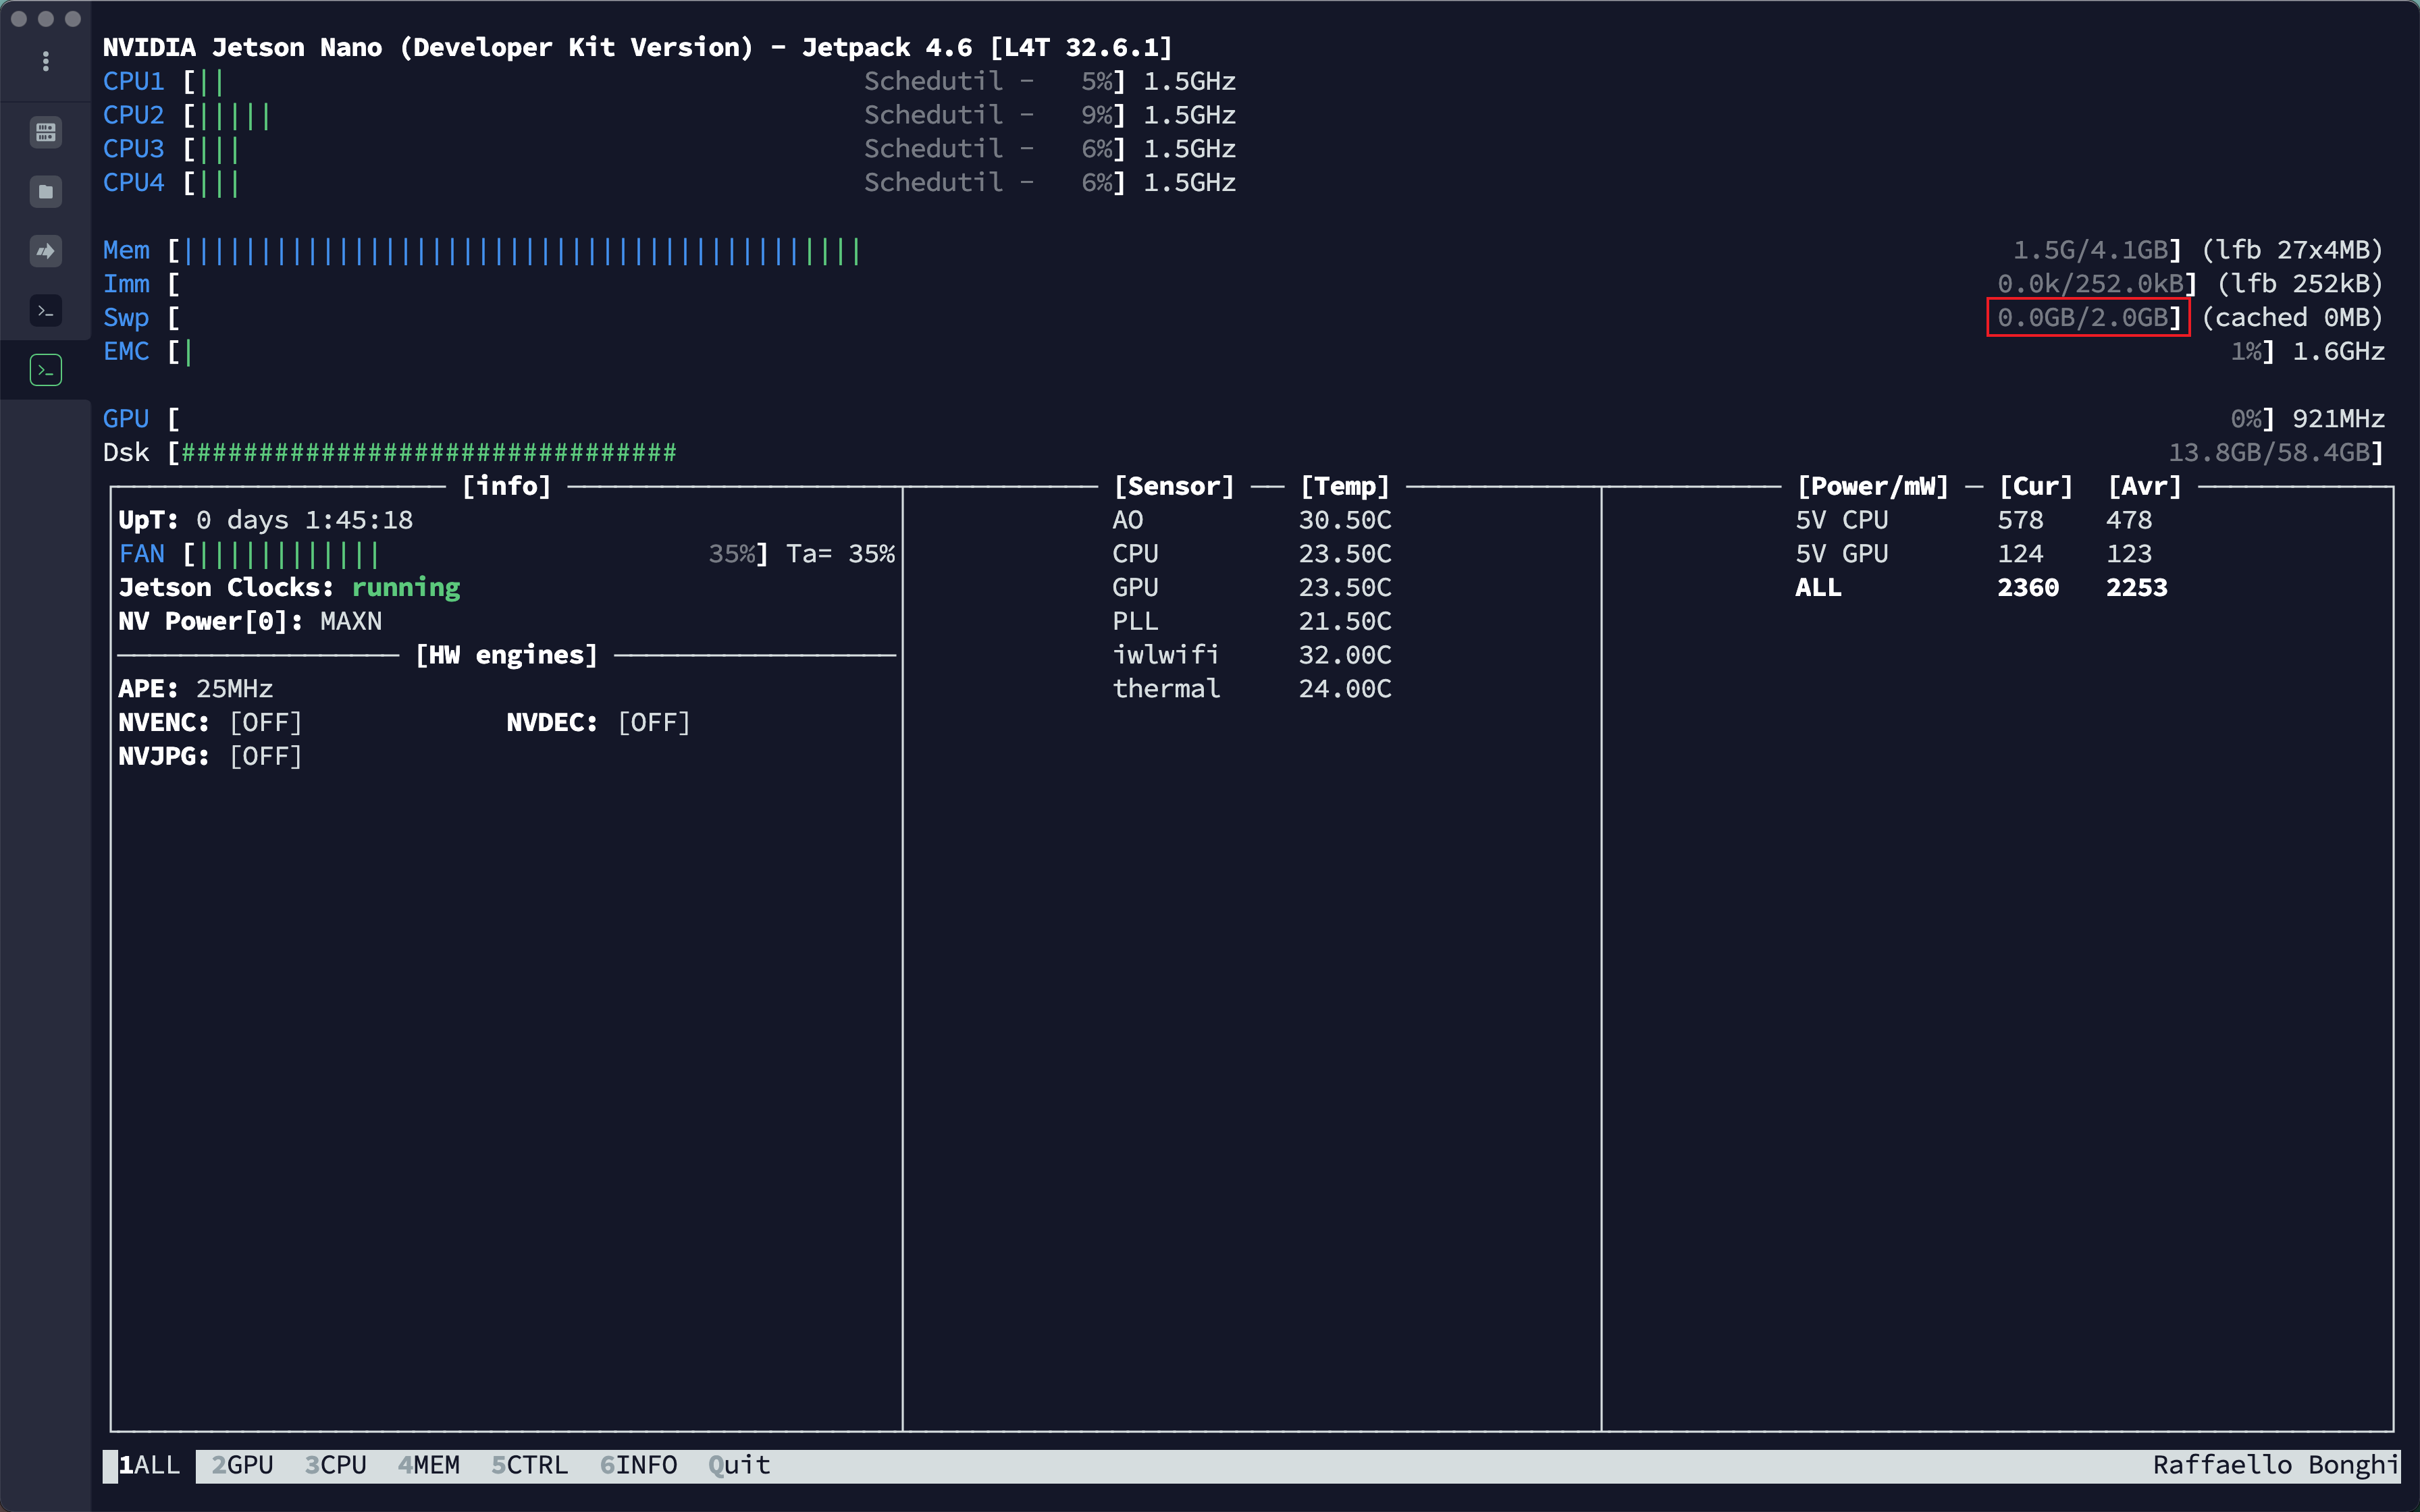 NVIDIA Jetson Nano (Developer Kit Version) - Jetpack 4.6 [L4T 32.6.1]
CPU1 [|| Schedutil - 5%] 1.5GHz
CPU2 [||||| Schedutil - 9%] 1.5GHz
CPU3 [||| Schedutil - 6%] 1.5GHz
CPU4 [||| Schedutil - 6%] 1.5GHz
Mem [|||||||||||||||||||||||||||||||||||||||||||| 1.5G/4.1GB] (lfb 27x4MB)
Imm [ 0.0k/252.0kB] (lfb 252kB)
Swp [ 0.0GB/2.0GB] (cached 0MB)
EMC [| 1%] 1.6GHz
GPU [ 0%] 921MHz
Dsk [################################ 13.8GB/58.4GB]
[info] [Sensor] [Temp] [Power/mW] [Cur] [Avr]
UpT: 0 days 1:45:18 AO 30.50C 5V CPU 578 478
FAN [|||||||||||| 35%] Ta= 35% CPU 23.50C 5V GPU 124 123
Jetson Clocks: running GPU 23.50C ALL 2360 2253
NV Power[0]: MAXN PLL 21.50C
[HW engines] iwlwifi 32.00C
APE: 25MHz thermal 24.00C
NVENC: [OFF] NVDEC: [OFF]
NVJPG: [OFF]
1ALL 2GPU 3CPU 4MEM 5CTRL 6INFO Quit Raffaello Bonghi